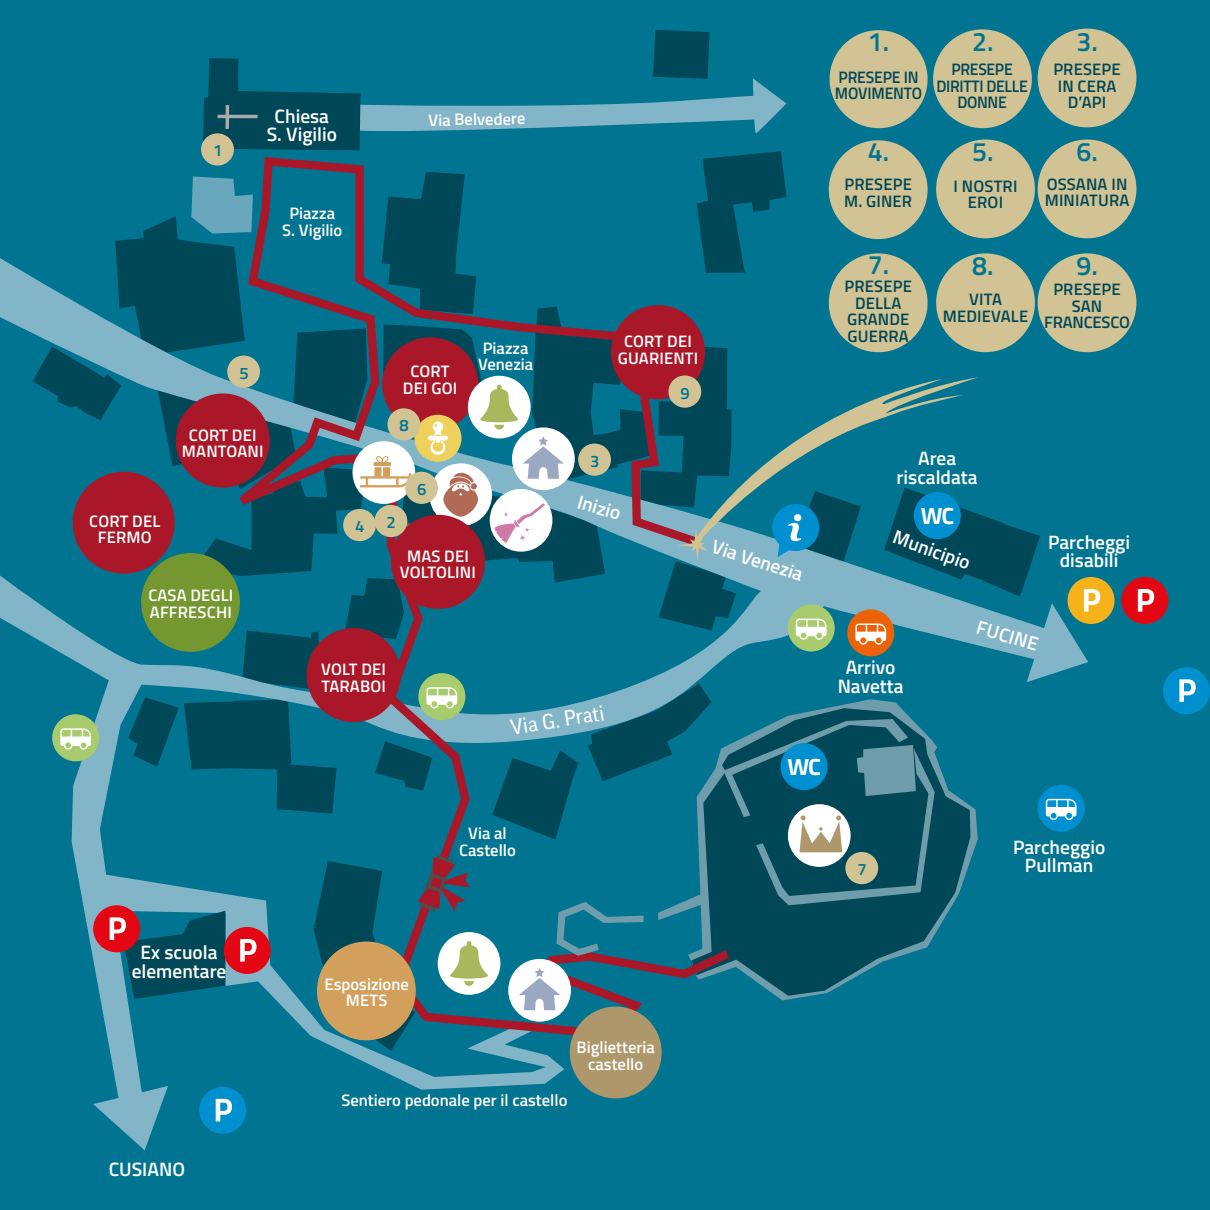 1.
PRESEPE IN
MOVIMENTO
2.
PRESEPE
DIRITTI DELLE
DONNE
3.
PRESEPE
IN CERA
D'API
4.
PRESEPE
M. GINER
5.
I NOSTRI
EROI
6.
OSSANA IN
MINIATURA
7.
PRESEPE
DELLA
GRANDE
GUERRA
8.
VITA
MEDIEVALE
9.
PRESEPE
SAN
FRANCESCO
Chiesa
S. Vigilio
1
Via Belvedere
Piazza
S. Vigilio
Piazza
Venezia
CORT DEI
GUARIENTI
9
5
CORT
DEI GOI
8
CORT DEI
MANTOANI
3
6
Inizio
4
2
CORT DEL
FERMO
MAS DEI
VOLTOLINI
CASA DEGLI
AFFRESCHI
Via Venezia
i
Area
riscaldata
WC
Municipio
Parcheggi
disabili
P
P
FUCINE
Arrivo
Navetta
P
VOLT DEI
TARABOI
Via G. Prati
WC
7
Parcheggio
Pullman
Via al
Castello
P
Ex scuola
elementare
P
Esposizione
METS
Biglietteria
castello
Sentiero pedonale per il castello
P
CUSIANO